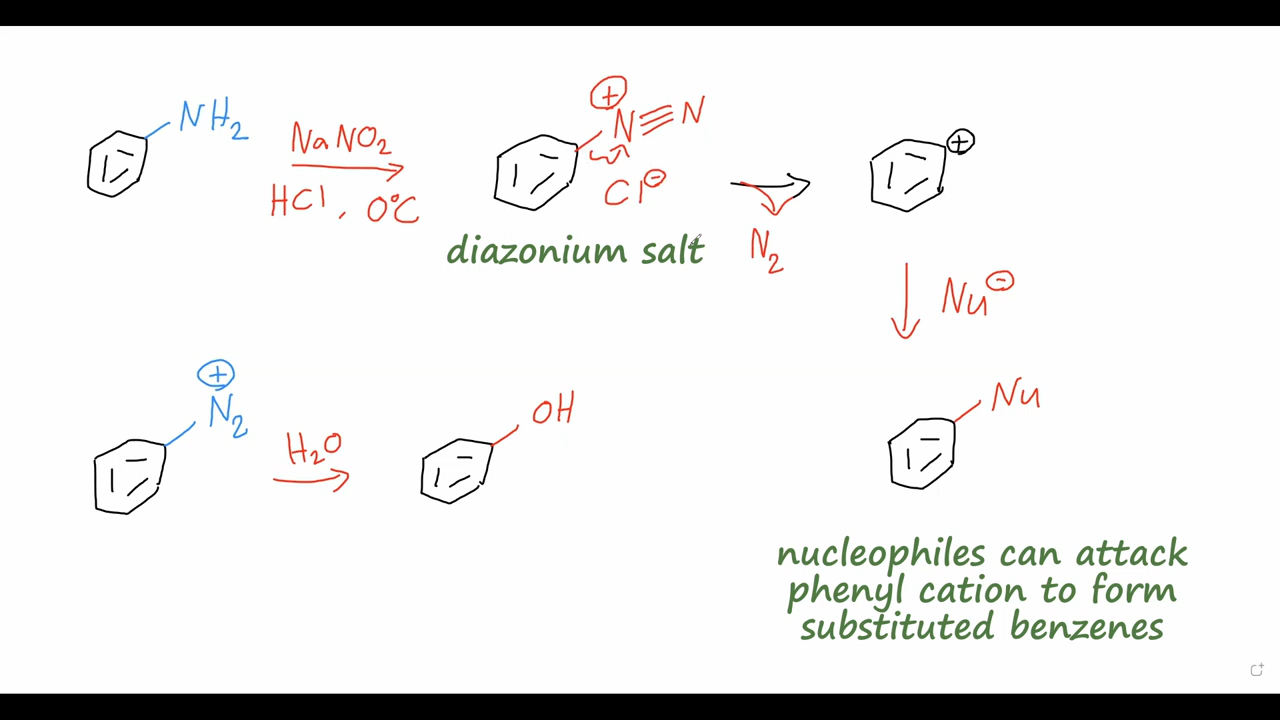 NH₂
NaNO₂
HCl, 0°C
⊕
N≡N
Cl⊖
diazonium salt
N₂
⊕
Nu⊖
⊕
N₂
H₂O
OH
Nu
nucleophiles can attack
phenyl cation to form
substituted benzenes